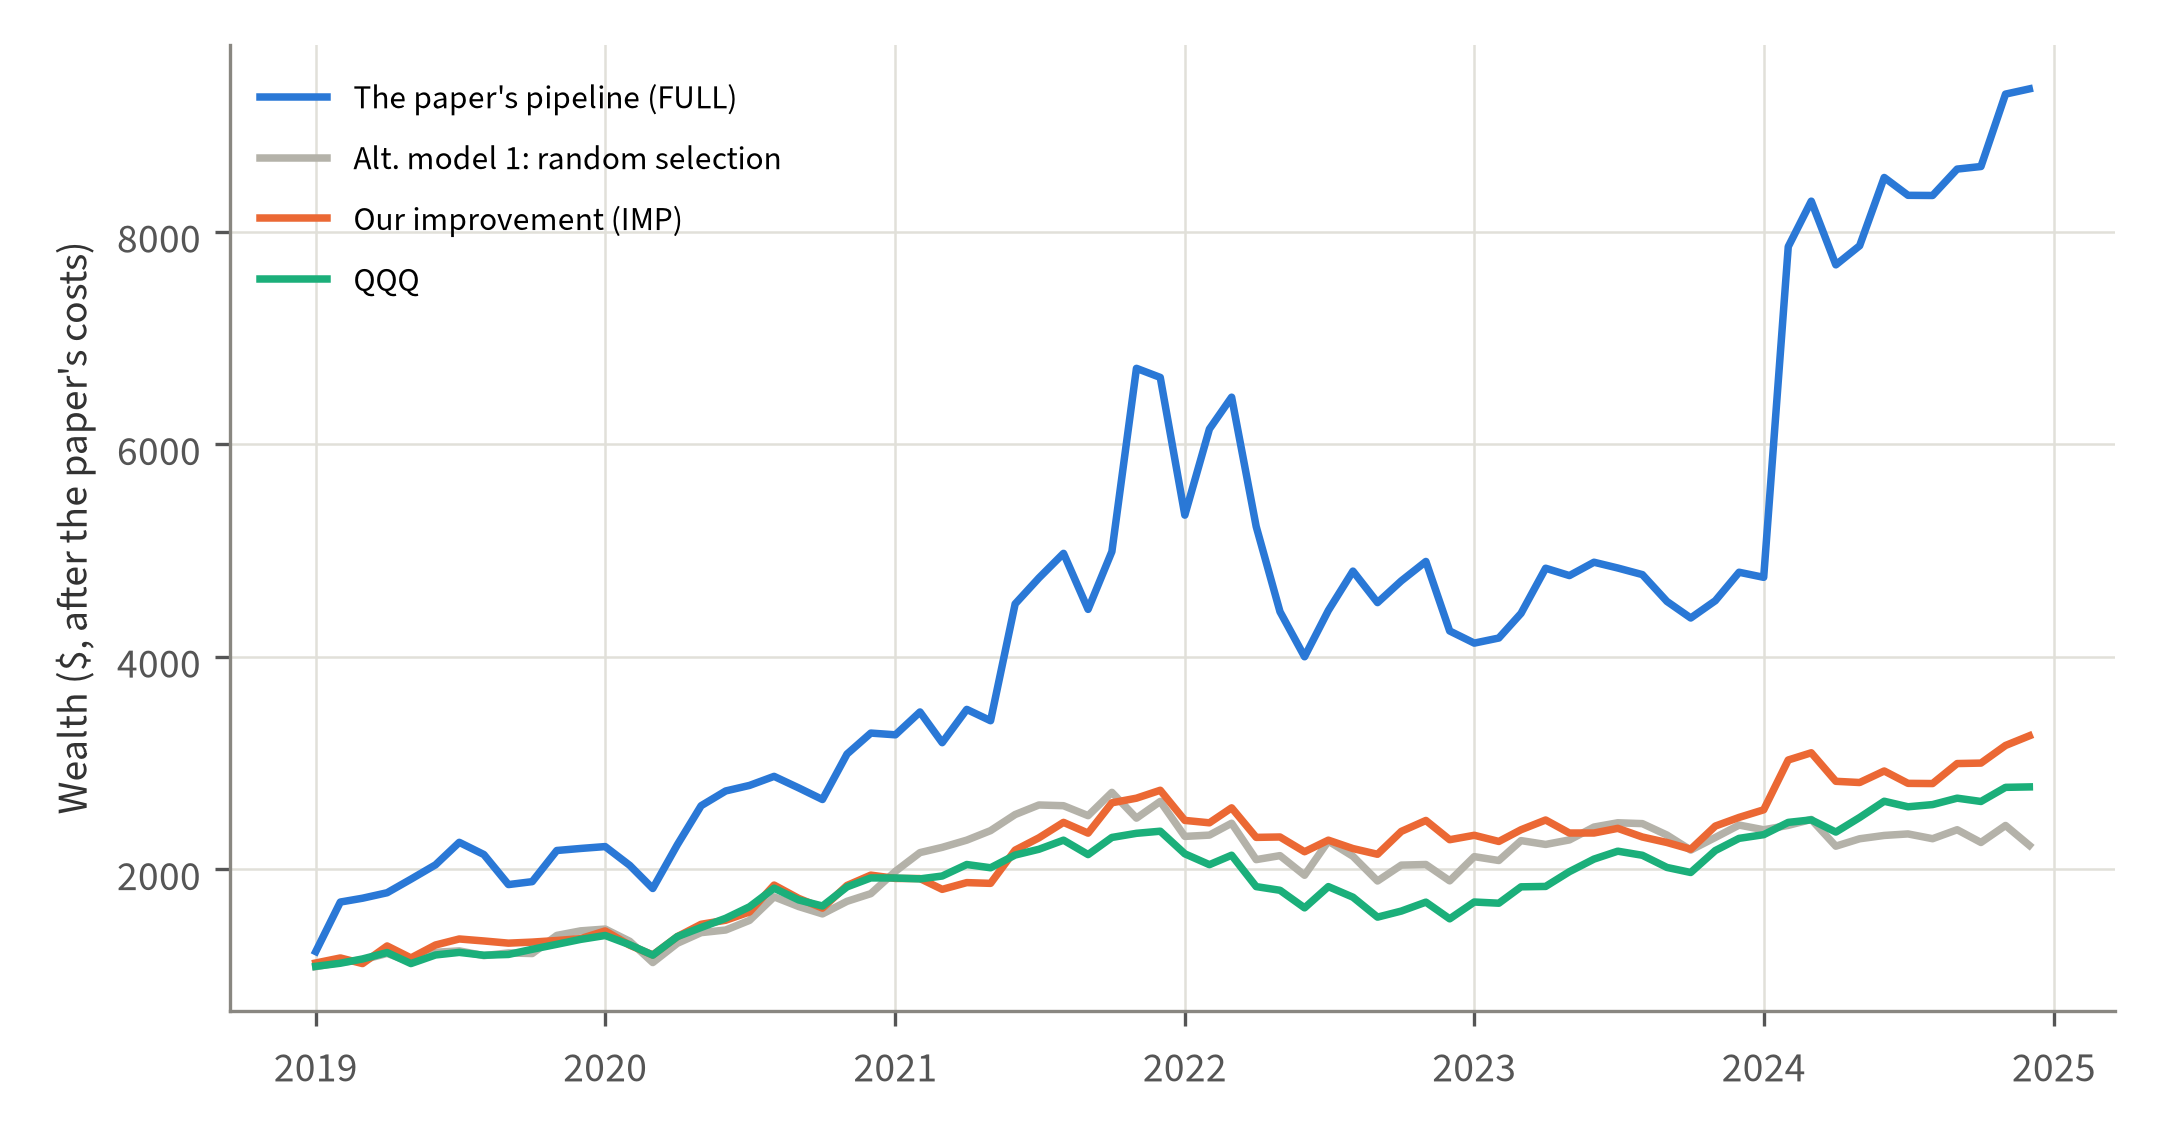 The paper's pipeline (FULL)
Alt. model 1: random selection
Our improvement (IMP)
QQQ
Wealth ($, after the paper's costs)
8000
6000
4000
2000
2019 2020 2021 2022 2023 2024 2025